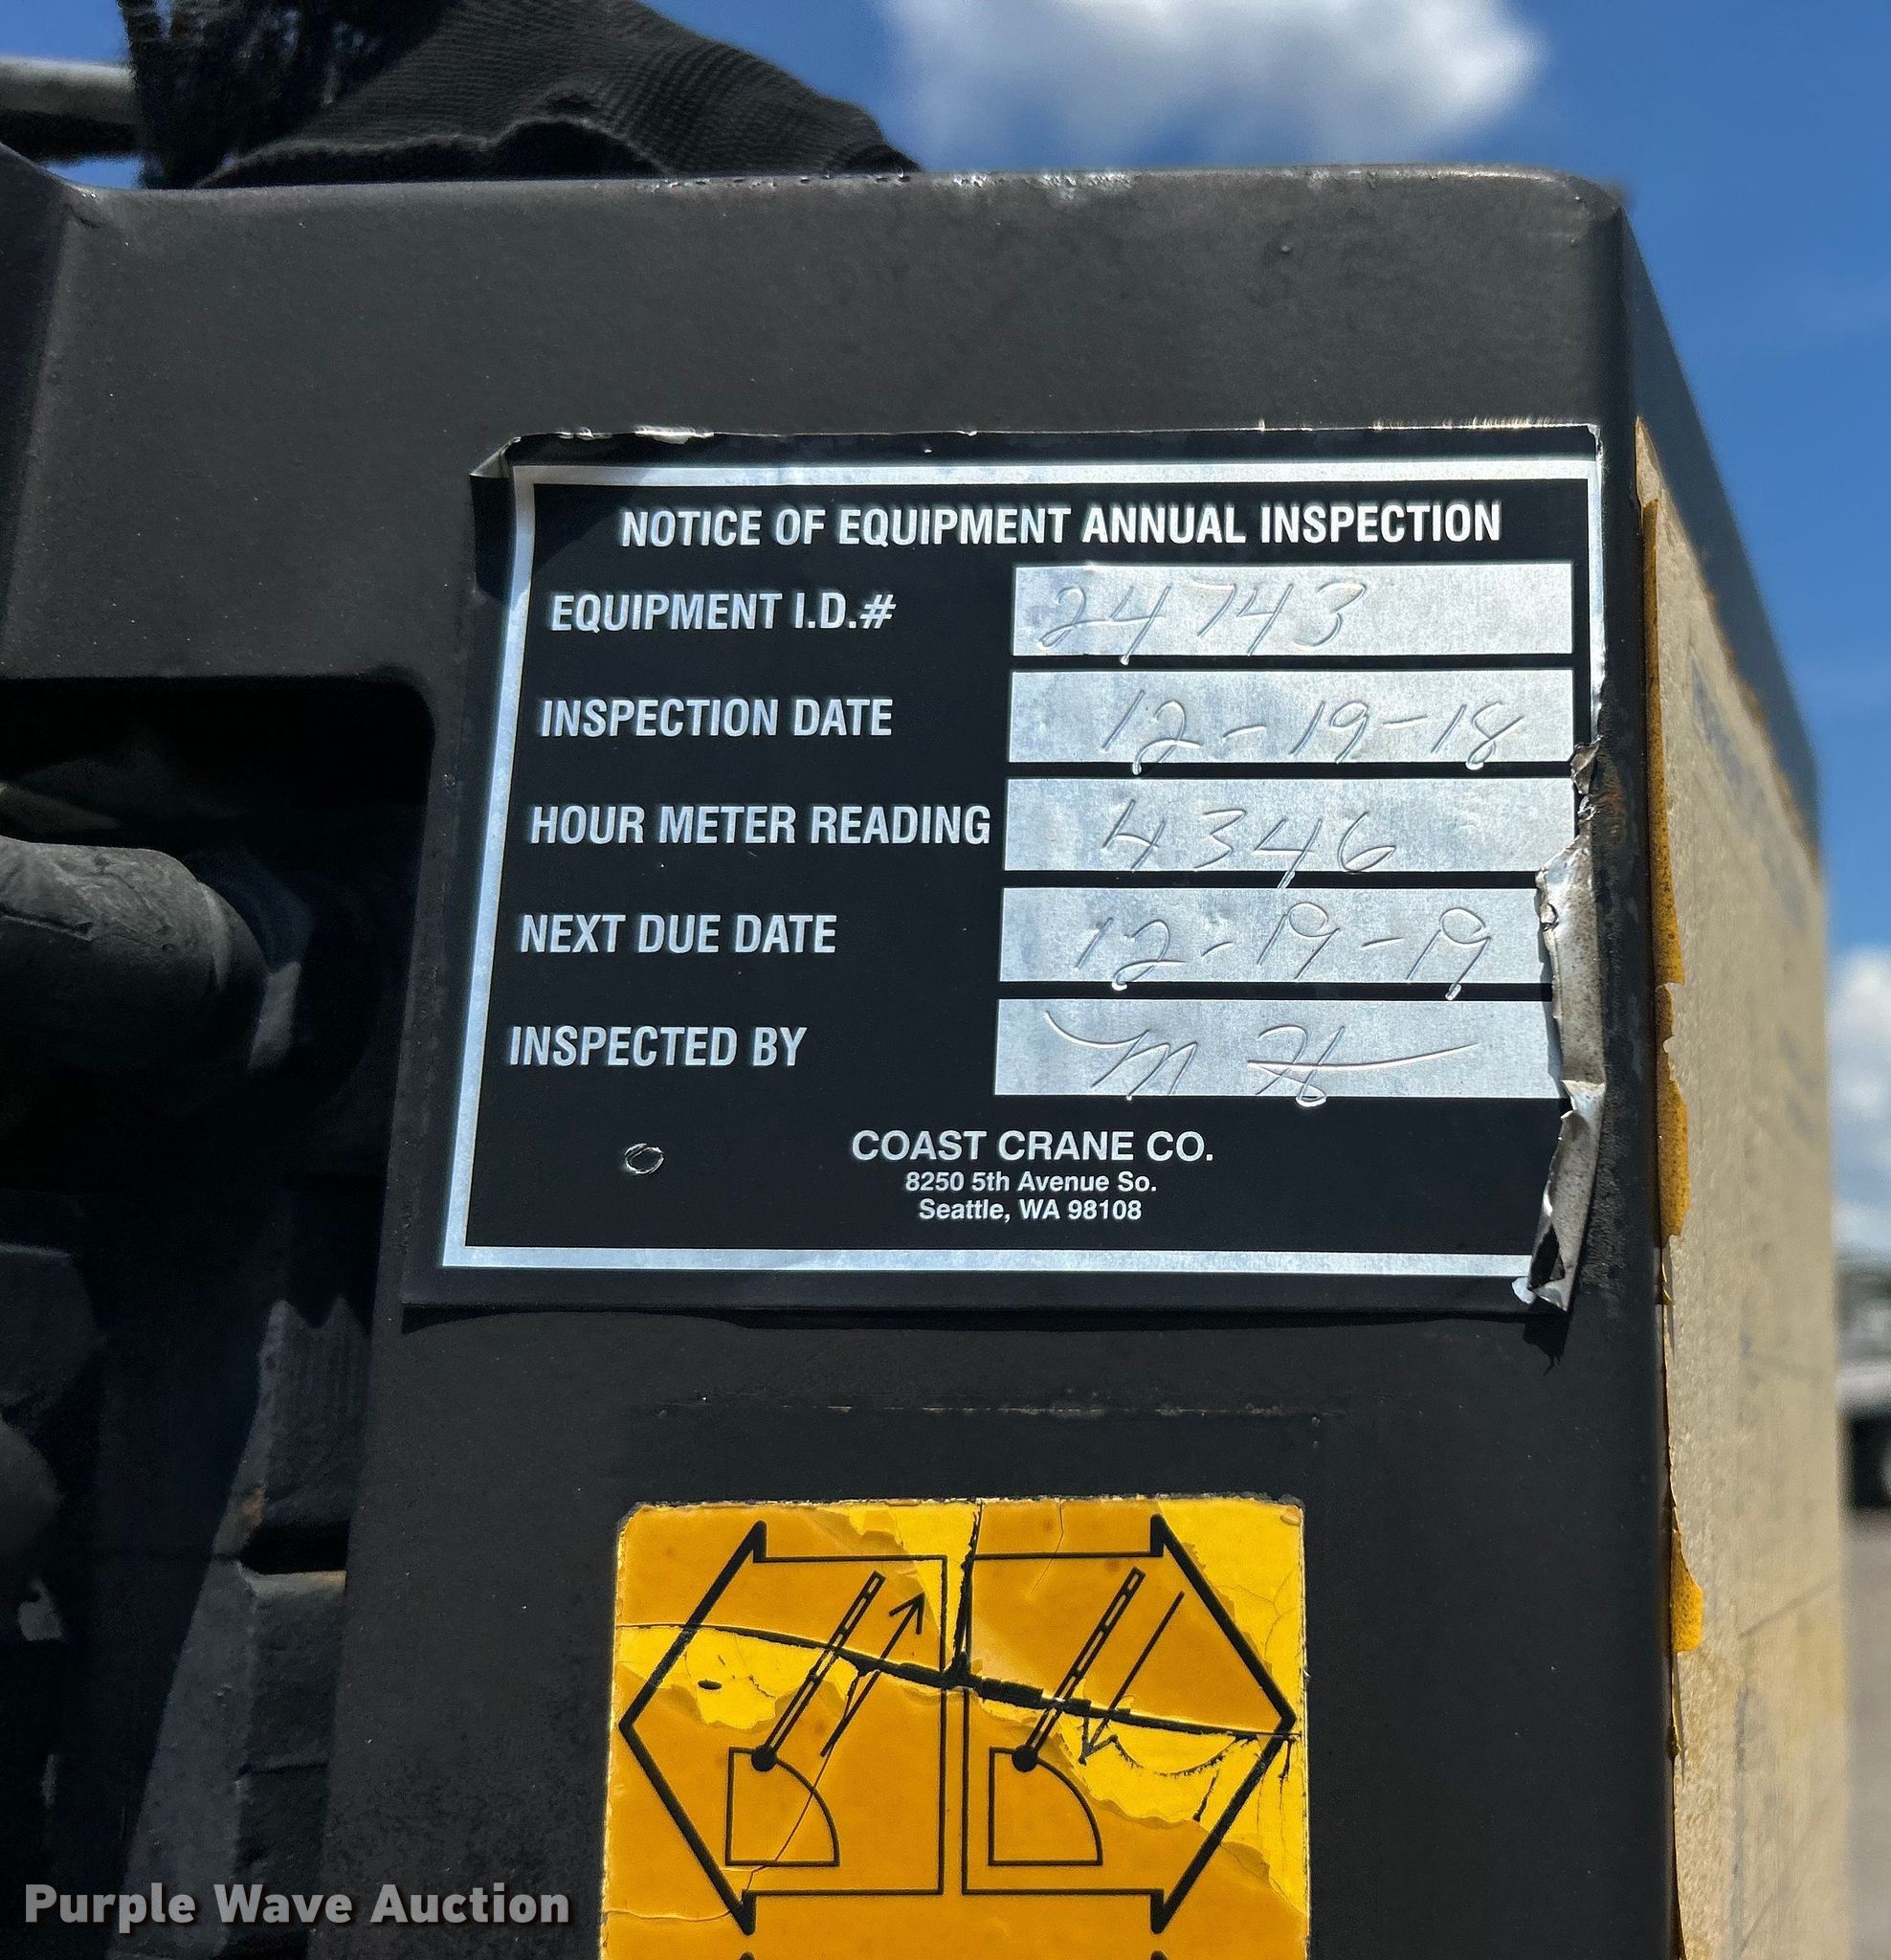 NOTICE OF EQUIPMENT ANNUAL INSPECTION
EQUIPMENT I.D.# 24743
INSPECTION DATE 12-19-18
HOUR METER READING 4346
NEXT DUE DATE 12-19-19
INSPECTED BY M H
COAST CRANE CO.
8250 5th Avenue So.
Seattle, WA 98108
Purple Wave Auction